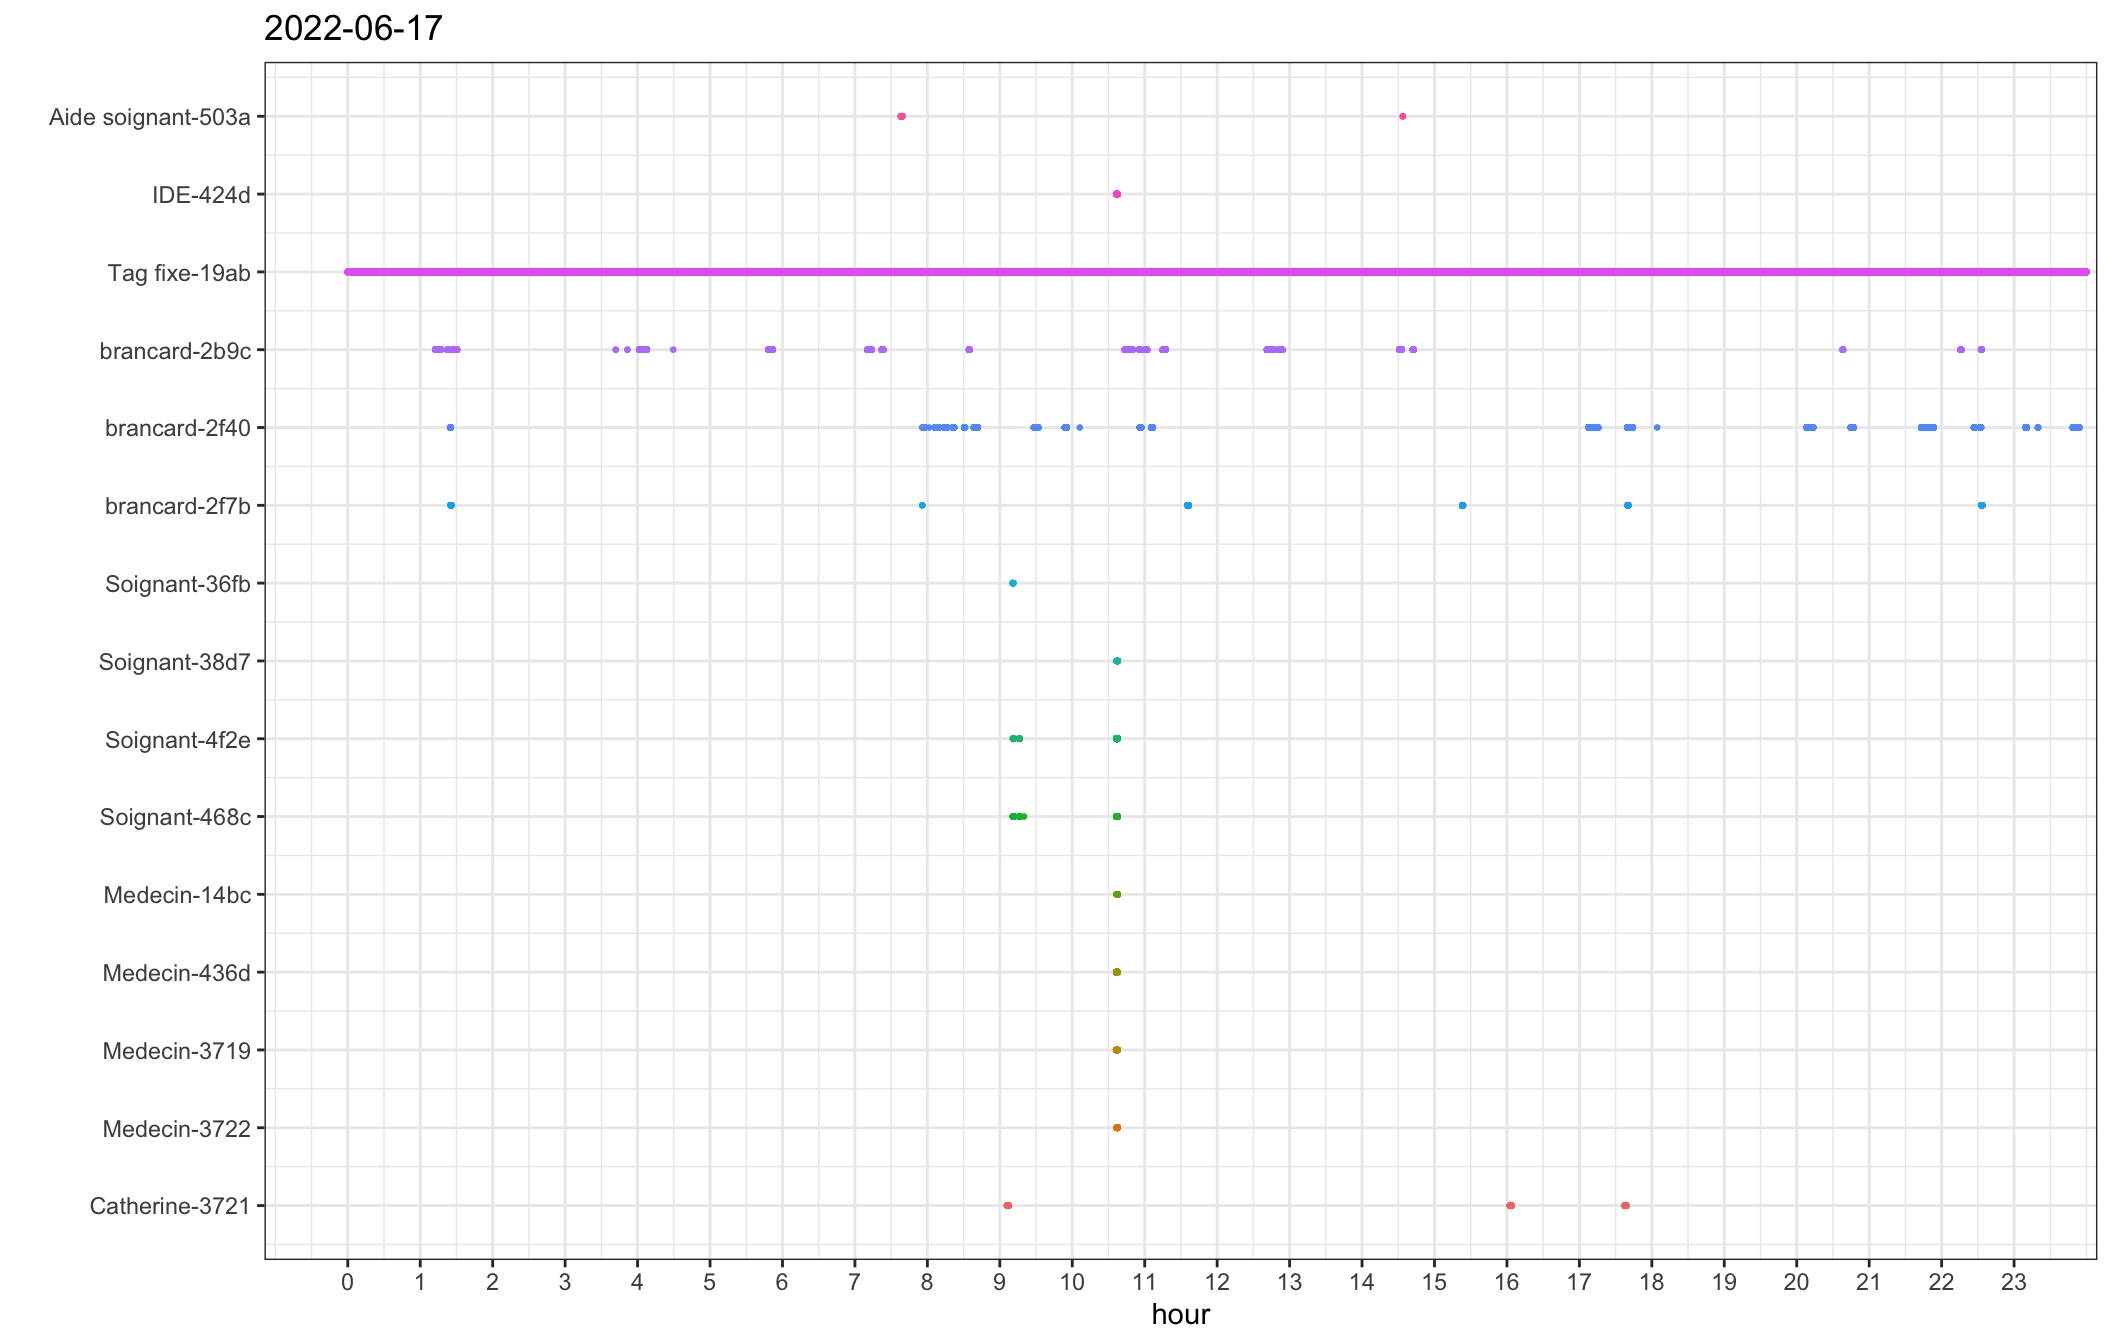 2022-06-17
Aide soignant-503a
IDE-424d
Tag fixe-19ab
brancard-2b9c
brancard-2f40
brancard-2f7b
Soignant-36fb
Soignant-38d7
Soignant-4f2e
Soignant-468c
Medecin-14bc
Medecin-436d
Medecin-3719
Medecin-3722
Catherine-3721
0 1 2 3 4 5 6 7 8 9 10 11 12 13 14 15 16 17 18 19 20 21 22 23
hour